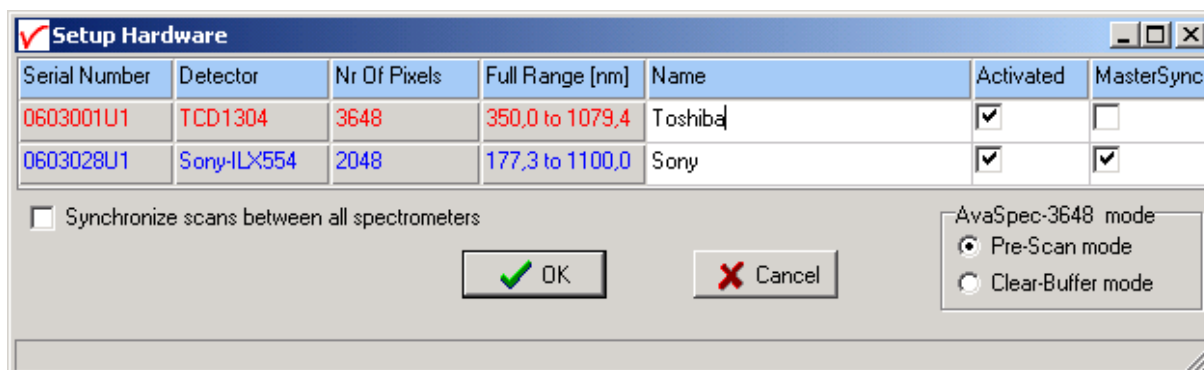 Setup Hardware
Serial Number Detector Nr Of Pixels Full Range [nm] Name Activated MasterSync
0603001U1 TCD1304 3648 350,0 to 1079,4 Toshiba
0603028U1 Sony-ILX554 2048 177,3 to 1100,0 Sony
Synchronize scans between all spectrometers
AvaSpec-3648 mode
Pre-Scan mode
Clear-Buffer mode
OK Cancel